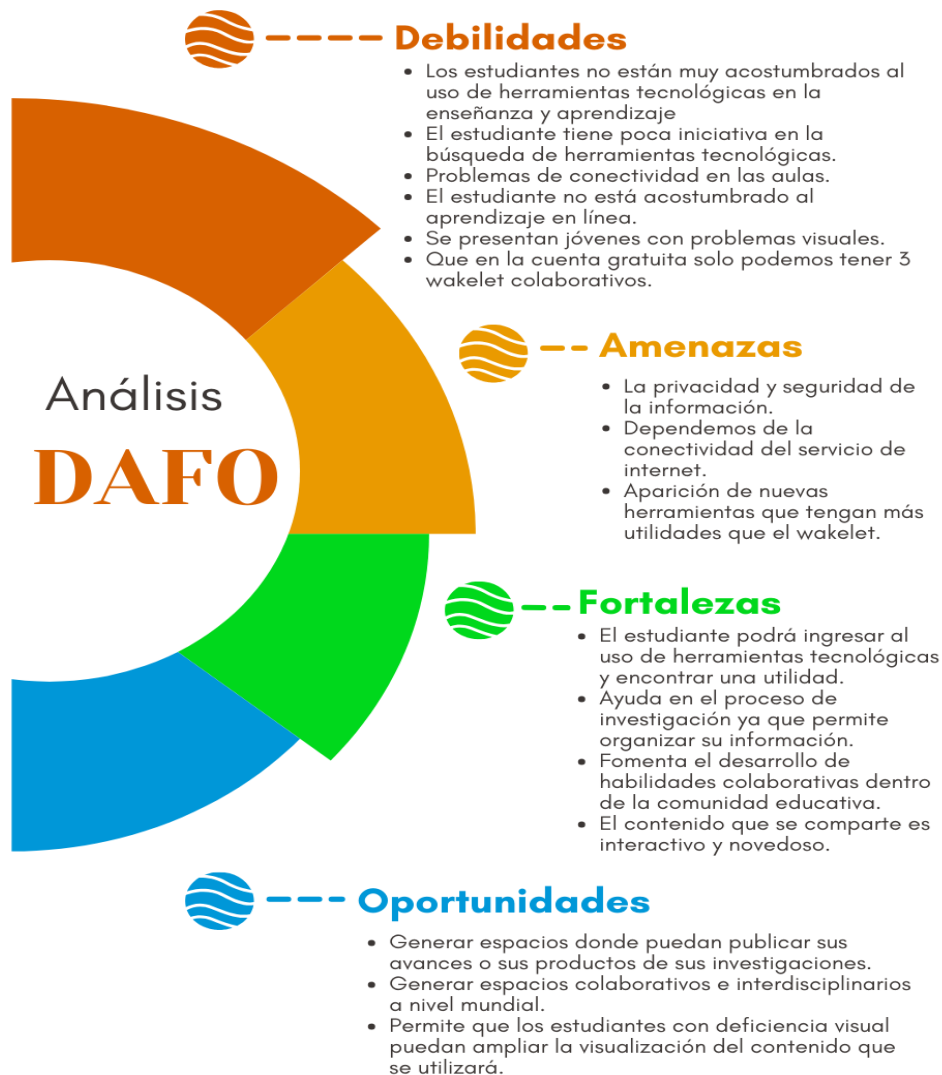 Debilidades
• Los estudiantes no están muy acostumbrados al
uso de herramientas tecnológicas en la
enseñanza y aprendizaje
• El estudiante tiene poca iniciativa en la
búsqueda de herramientas tecnológicas.
• Problemas de conectividad en las aulas.
• El estudiante no está acostumbrado al
aprendizaje en línea.
• Se presentan jóvenes con problemas visuales.
• Que en la cuenta gratuita solo podemos tener 3
wakelet colaborativos.
Análisis
DAFO
Amenazas
• La privacidad y seguridad de
la información.
• Dependemos de la
conectividad del servicio de
internet.
• Aparición de nuevas
herramientas que tengan más
utilidades que el wakelet.
Fortalezas
• El estudiante podrá ingresar al
uso de herramientas tecnológicas
y encontrar una utilidad.
• Ayuda en el proceso de
investigación ya que permite
organizar su información.
• Fomenta el desarrollo de
habilidades colaborativas dentro
de la comunidad educativa.
• El contenido que se comparte es
interactivo y novedoso.
Oportunidades
• Generar espacios donde puedan publicar sus
avances o sus productos de sus investigaciones.
• Generar espacios colaborativos e interdisciplinarios
a nivel mundial.
• Permite que los estudiantes con deficiencia visual
puedan ampliar la visualización del contenido que
se utilizará.